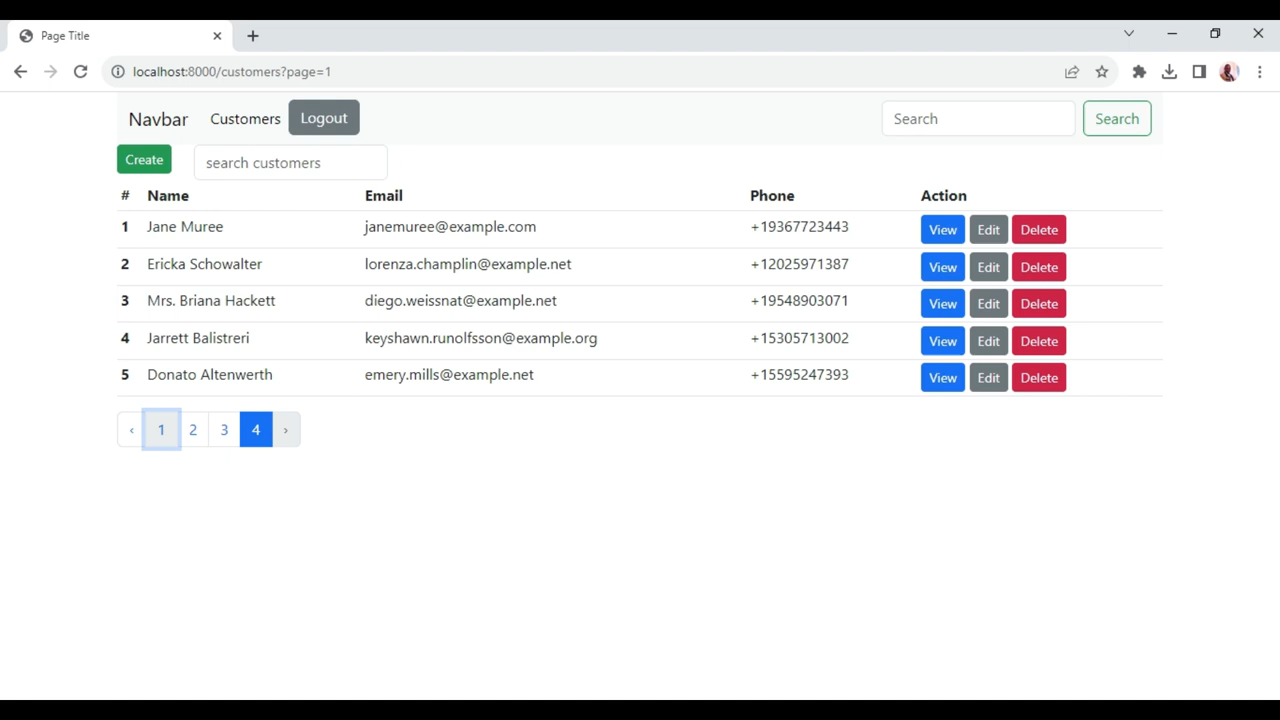 Page Title
localhost:8000/customers?page=1
Navbar Customers Logout Search Search
Create search customers
# Name Email Phone Action
1 Jane Muree janemuree@example.com +19367723443 View Edit Delete
2 Ericka Schowalter lorenza.champlin@example.net +12025971387 View Edit Delete
3 Mrs. Briana Hackett diego.weissnat@example.net +19548903071 View Edit Delete
4 Jarrett Balistreri keyshawn.runolfsson@example.org +15305713002 View Edit Delete
5 Donato Altenwerth emery.mills@example.net +15595247393 View Edit Delete
‹ 1 2 3 4 ›